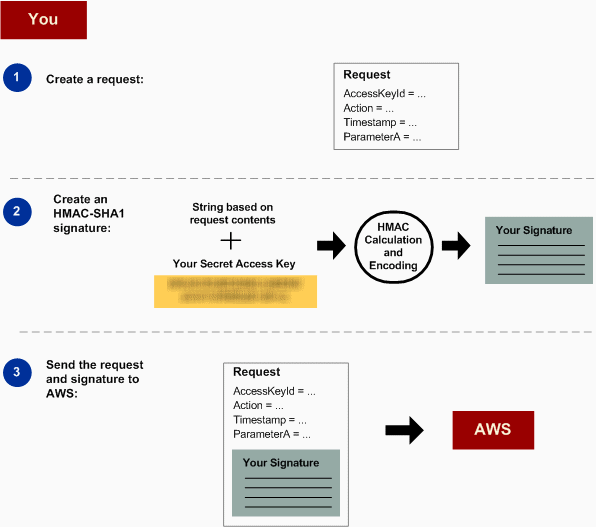 You
1
Create a request:
Request
AccessKeyId = ...
Action = ...
Timestamp = ...
ParameterA = ...
2
Create an
HMAC-SHA1
signature:
String based on
request contents
+
Your Secret Access Key
HMAC
Calculation
and
Encoding
Your Signature
3
Send the request
and signature to
AWS:
Request
AccessKeyId = ...
Action = ...
Timestamp = ...
ParameterA = ...
Your Signature
AWS